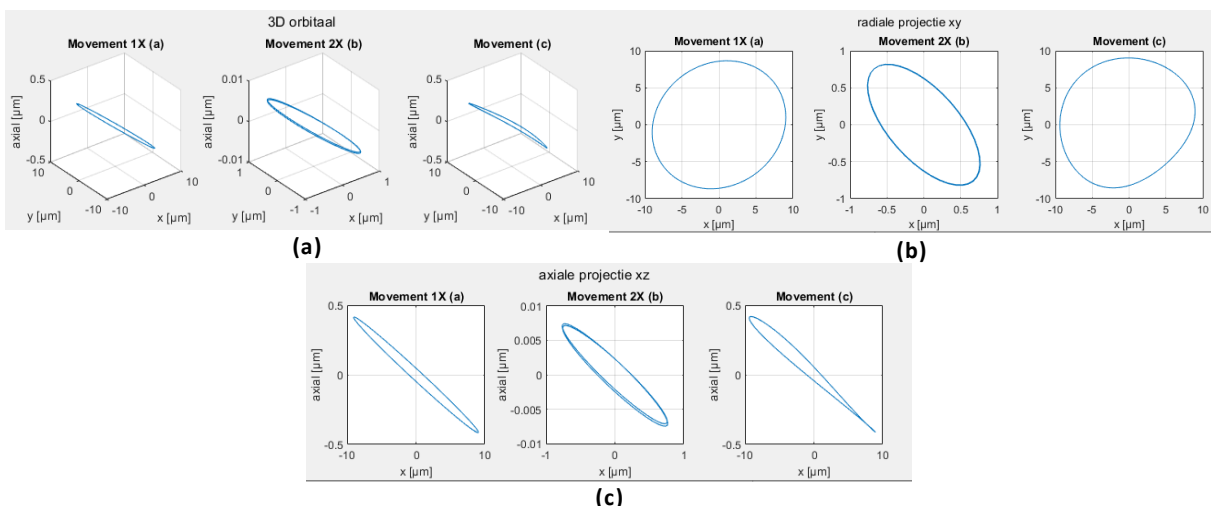 3D orbitaal
Movement 1X (a)
Movement 2X (b)
Movement (c)
0.5
0
-0.5
axial [µm]
10
0
-10
y [µm]
-10
0
10
x [µm]
0.01
0
-0.01
axial [µm]
1
0
-1
y [µm]
-1
0
1
x [µm]
0.5
0
-0.5
axial [µm]
10
0
-10
y [µm]
-10
0
10
x [µm]
(a)
radiale projectie xy
Movement 1X (a)
Movement 2X (b)
Movement (c)
10
5
0
-5
-10
y [µm]
-10
-5
0
5
10
x [µm]
1
0.5
0
-0.5
-1
y [µm]
-1
-0.5
0
0.5
1
x [µm]
10
5
0
-5
-10
y [µm]
-10
-5
0
5
10
x [µm]
(b)
axiale projectie xz
Movement 1X (a)
Movement 2X (b)
Movement (c)
0.5
0
-0.5
axial [µm]
-10
0
10
x [µm]
0.01
0.005
0
-0.005
-0.01
axial [µm]
-1
0
1
x [µm]
0.5
0
-0.5
axial [µm]
-10
0
10
x [µm]
(c)